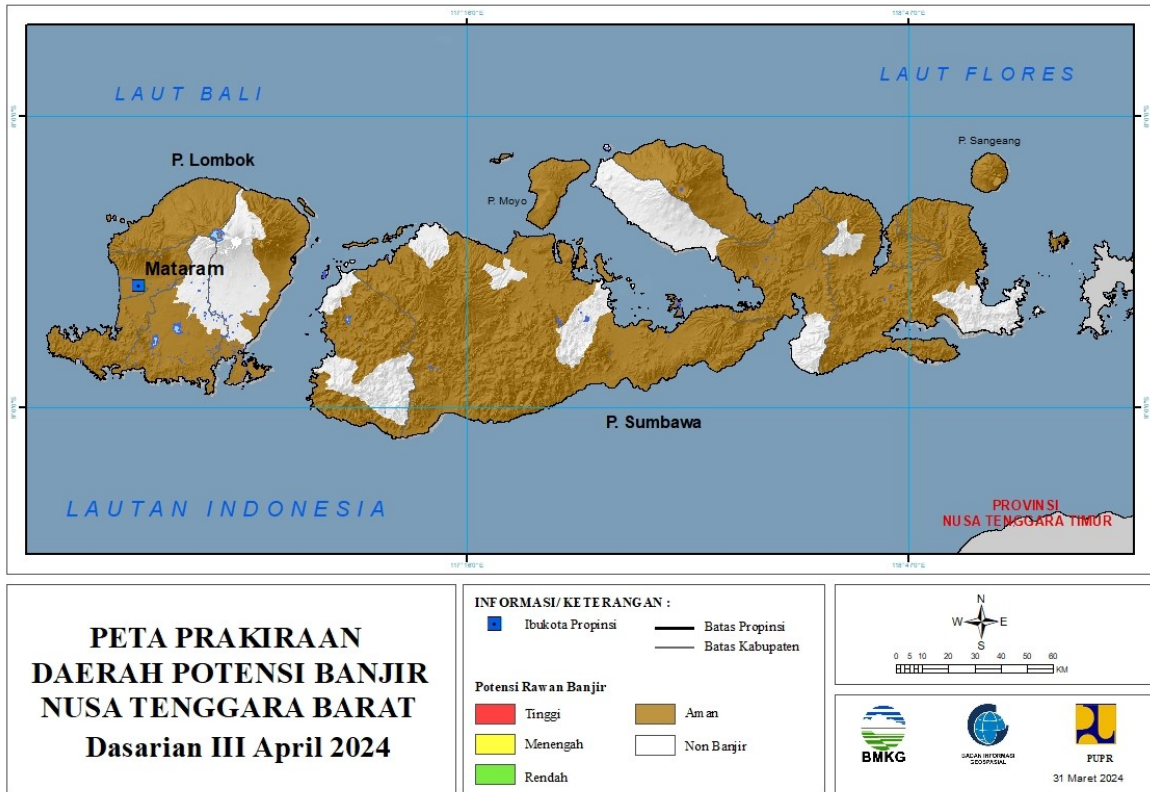 LAUT BALI
LAUT FLORES
P. Sangeang
P. Lombok
P. Moyo
Mataram
P. Sumbawa
LAUTAN INDONESIA
PROVINSI
NUSA TENGGARA TIMUR
PETA PRAKIRAAN
DAERAH POTENSI BANJIR
NUSA TENGGARA BARAT
Dasarian III April 2024
INFORMASI/ KETERANGAN :
Ibukota Propinsi
Batas Propinsi
Batas Kabupaten
Potensi Rawan Banjir
Tinggi
Aman
Menengah
Non Banjir
Rendah
N
W E
S
0 5 10 20 30 40 50 60
KM
BMKG
BADAN INFORMASI
GEOSPASIAL
PUPR
31 Maret 2024